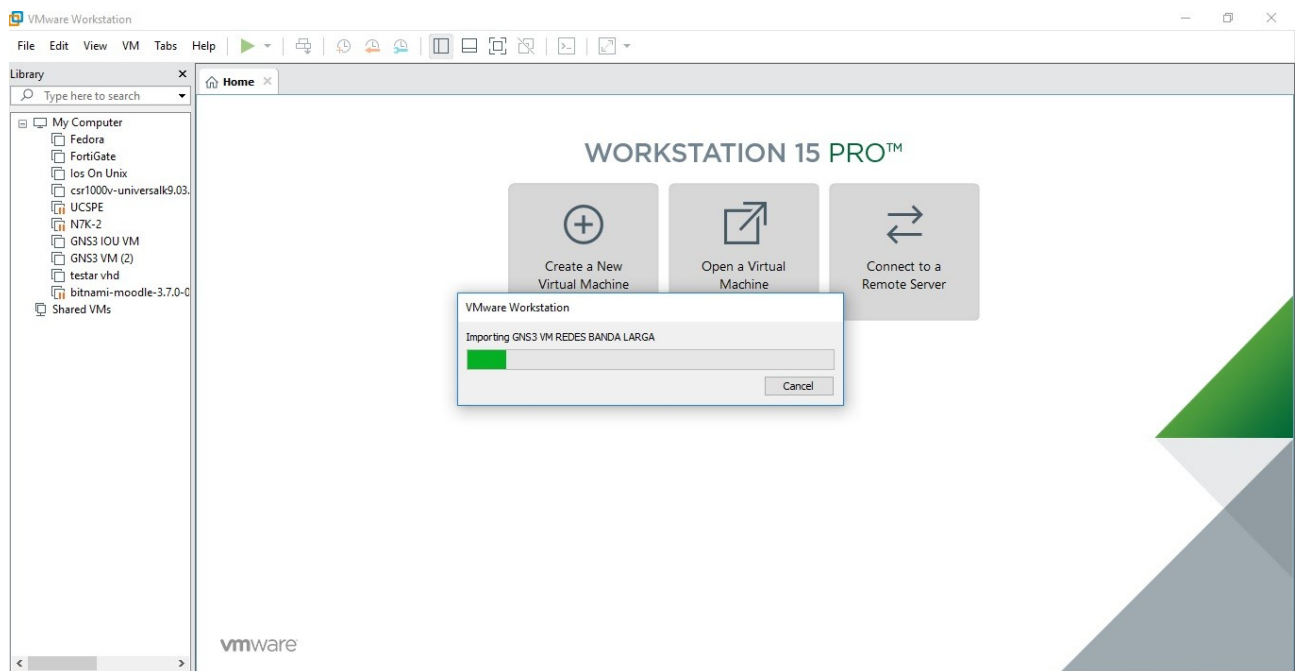 VMware Workstation
File Edit View VM Tabs Help
Library
Home
Type here to search
My Computer
Fedora
FortiGate
Ios On Unix
csr1000v-universalk9.03.
UCSPE
N7K-2
GNS3 IOU VM
GNS3 VM (2)
testar vhd
bitnami-moodle-3.7.0-0
Shared VMs
WORKSTATION 15 PRO™
Create a New
Virtual Machine
Open a Virtual
Machine
Connect to a
Remote Server
VMware Workstation
Importing GNS3 VM REDES BANDA LARGA
Cancel
vmware